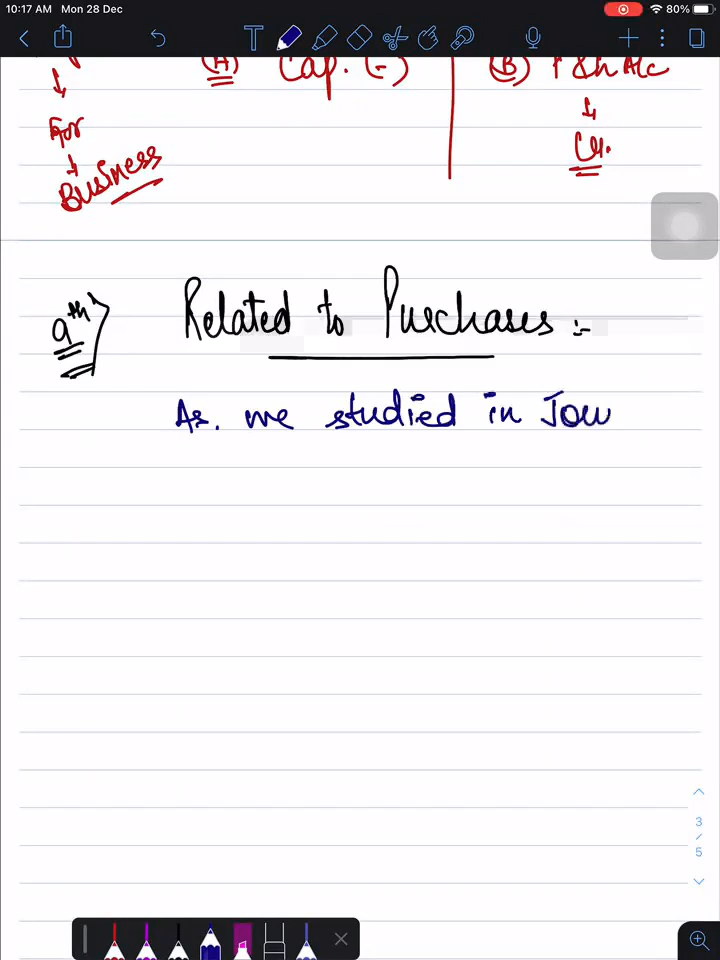 10:17 AM Mon 28 Dec
80%
(A) Cap. (-)
(B) P & L A/c
↓
For
↓
Cr.
↓
Business
9th
Related to Purchases :-
As. we studied in Jou
3
/
5